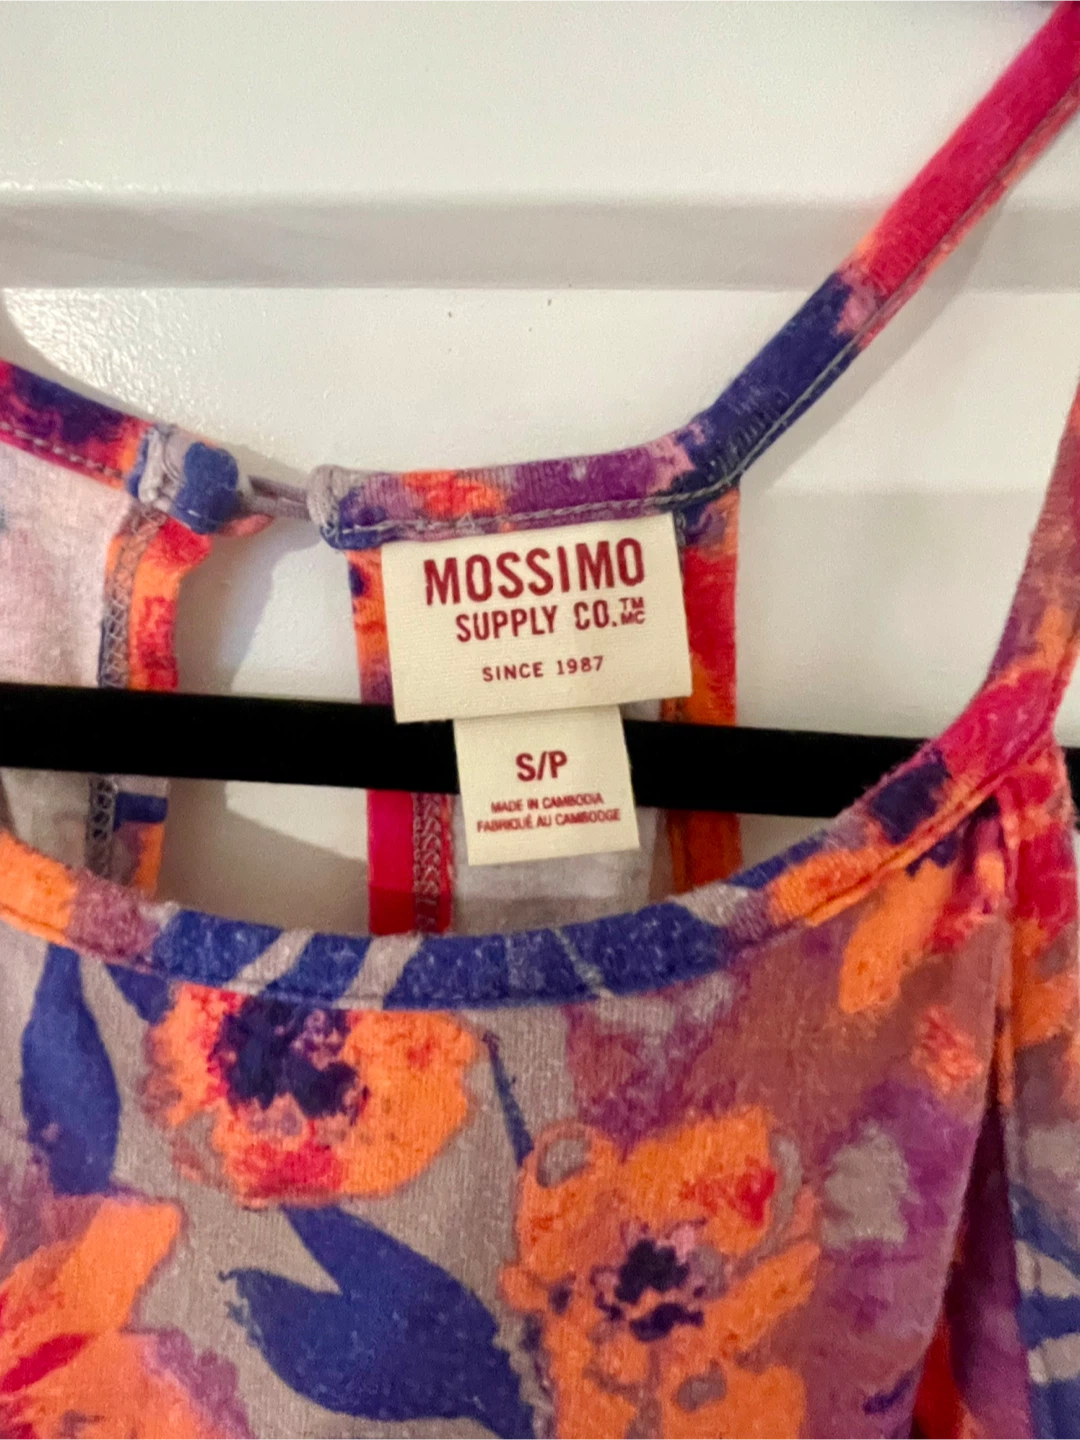 MOSSIMO
SUPPLY CO.™ MC
SINCE 1987
S/P
MADE IN CAMBODIA
FABRIQUÉ AU CAMBODGE